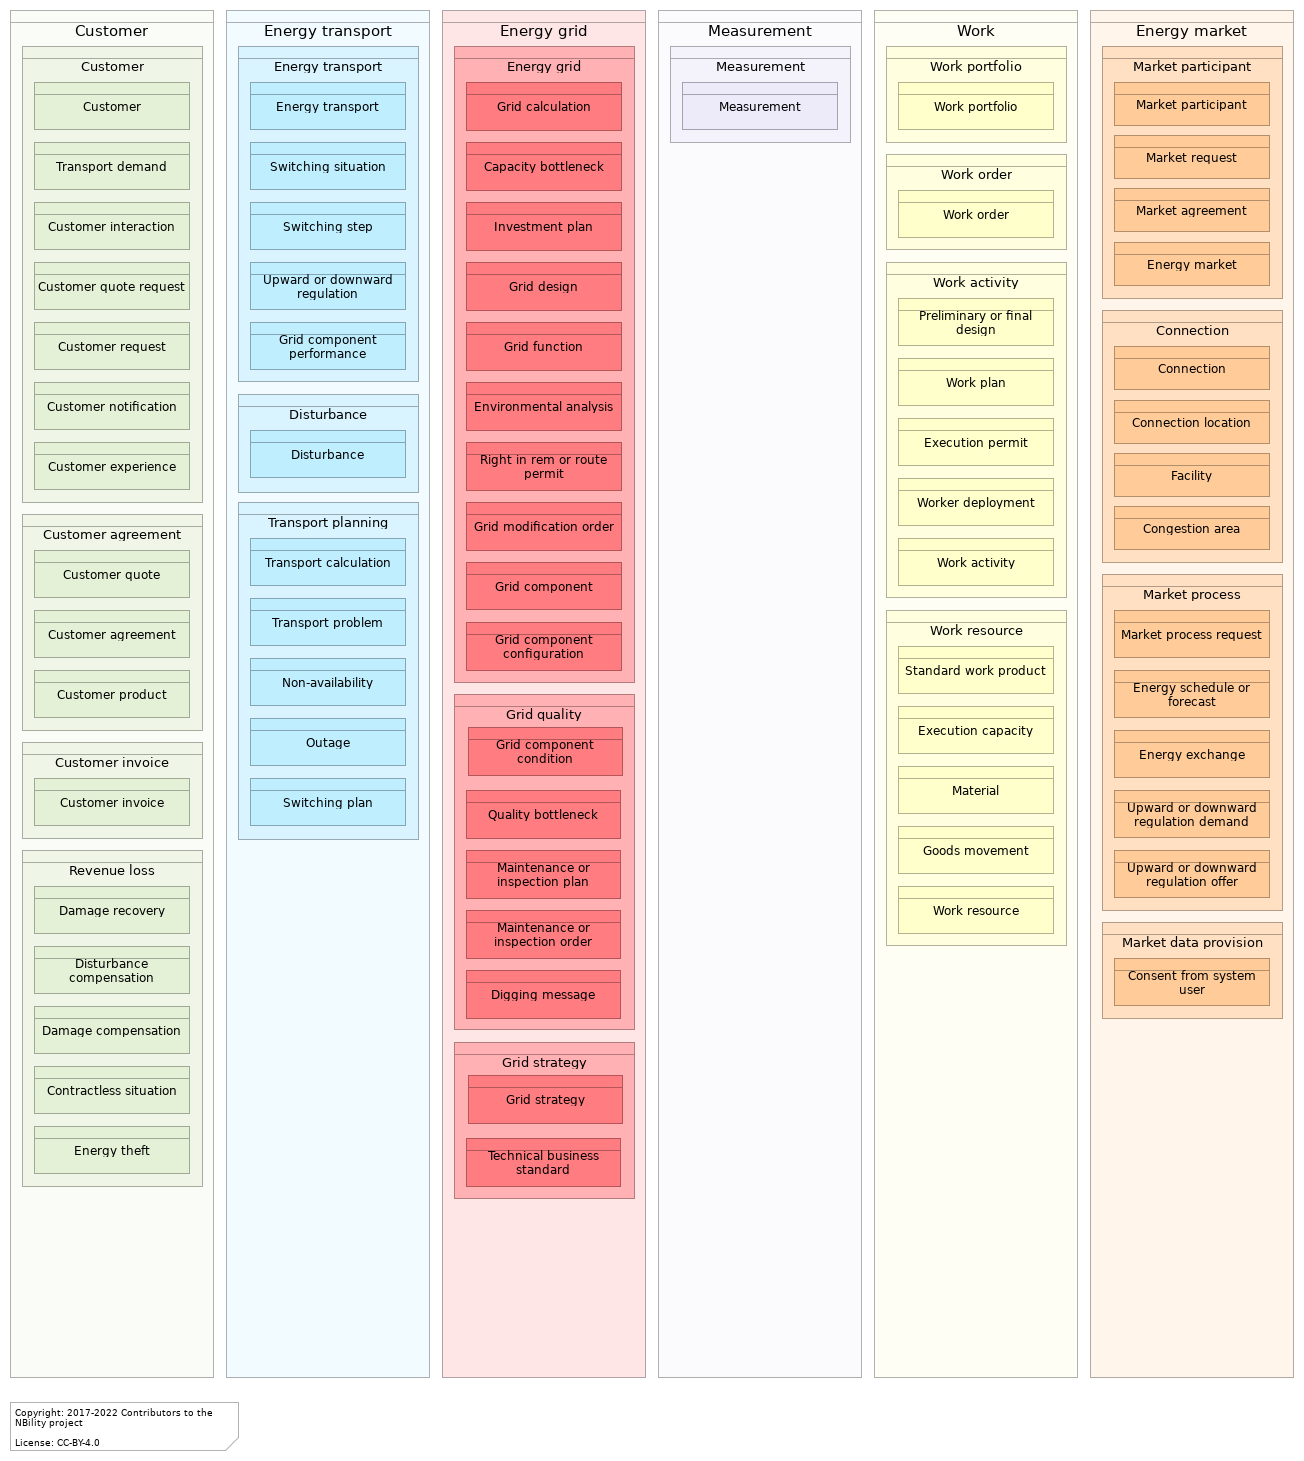 Customer
Customer
Customer
Transport demand
Customer interaction
Customer quote request
Customer request
Customer notification
Customer experience
Customer agreement
Customer quote
Customer agreement
Customer product
Customer invoice
Customer invoice
Revenue loss
Damage recovery
Disturbance
compensation
Damage compensation
Contractless situation
Energy theft
Energy transport
Energy transport
Energy transport
Switching situation
Switching step
Upward or downward
regulation
Grid component
performance
Disturbance
Disturbance
Transport planning
Transport calculation
Transport problem
Non-availability
Outage
Switching plan
Energy grid
Energy grid
Grid calculation
Capacity bottleneck
Investment plan
Grid design
Grid function
Environmental analysis
Right in rem or route
permit
Grid modification order
Grid component
Grid component
configuration
Grid quality
Grid component
condition
Quality bottleneck
Maintenance or
inspection plan
Maintenance or
inspection order
Digging message
Grid strategy
Grid strategy
Technical business
standard
Measurement
Measurement
Measurement
Work
Work portfolio
Work portfolio
Work order
Work order
Work activity
Preliminary or final
design
Work plan
Execution permit
Worker deployment
Work activity
Work resource
Standard work product
Execution capacity
Material
Goods movement
Work resource
Energy market
Market participant
Market participant
Market request
Market agreement
Energy market
Connection
Connection
Connection location
Facility
Congestion area
Market process
Market process request
Energy schedule or
forecast
Energy exchange
Upward or downward
regulation demand
Upward or downward
regulation offer
Market data provision
Consent from system
user
Copyright: 2017-2022 Contributors to the
NBility project
License: CC-BY-4.0